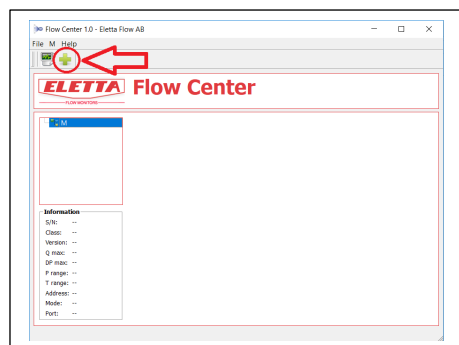 Flow Center 1.0 - Eletta Flow AB
File M Help
ELETTA Flow Center
FLOW MONITORS
M
Information
S/N: --
Class: --
Version: --
Q max: --
DP max: --
P range: --
T range: --
Address: --
Mode: --
Port: --